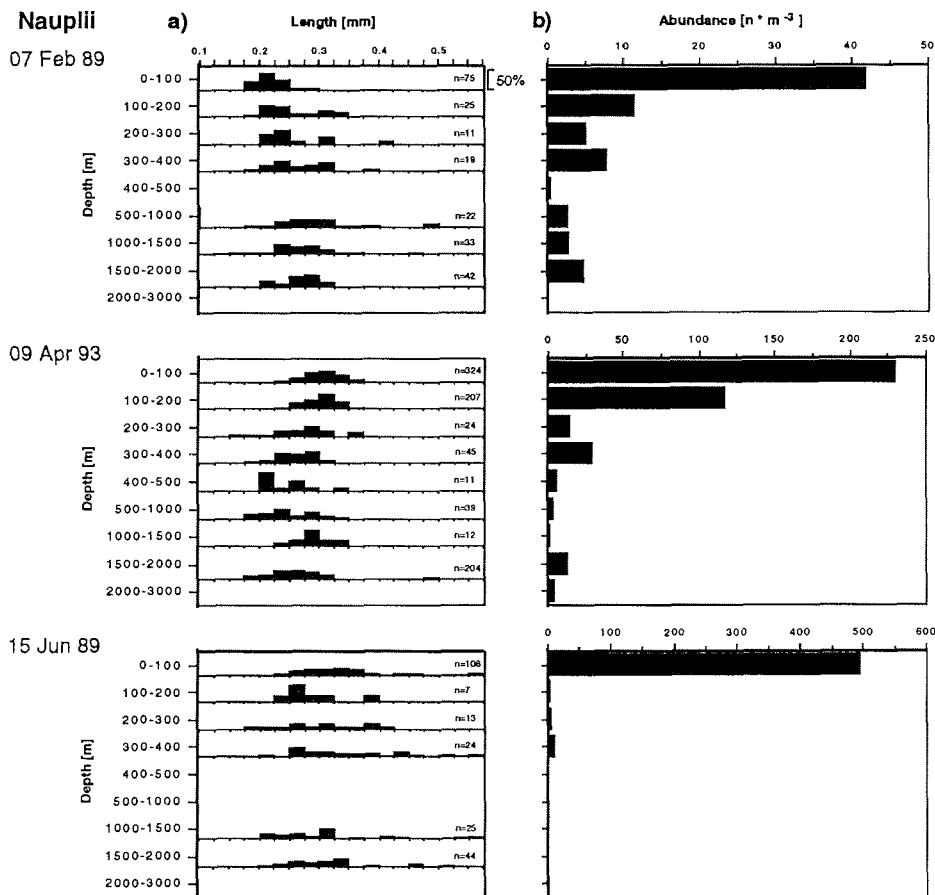 Nauplii a) Length [mm] b) Abundance [n * m -3]
07 Feb 89
0.1 0.2 0.3 0.4 0.5
0 10 20 30 40 50
0-100 n=75 50%
100-200 n=25
200-300 n=11
300-400 n=19
400-500
500-1000 n=22
1000-1500 n=33
1500-2000 n=42
2000-3000
Depth [m]
09 Apr 93
0 25 50 75 100 125 150 175 200 225 250
0-100 n=324
100-200 n=207
200-300 n=24
300-400 n=45
400-500 n=11
500-1000 n=39
1000-1500 n=12
1500-2000 n=204
2000-3000
Depth [m]
15 Jun 89
0 100 200 300 400 500 600
0-100 n=106
100-200 n=7
200-300 n=13
300-400 n=24
400-500
500-1000
1000-1500 n=25
1500-2000 n=44
2000-3000
Depth [m]